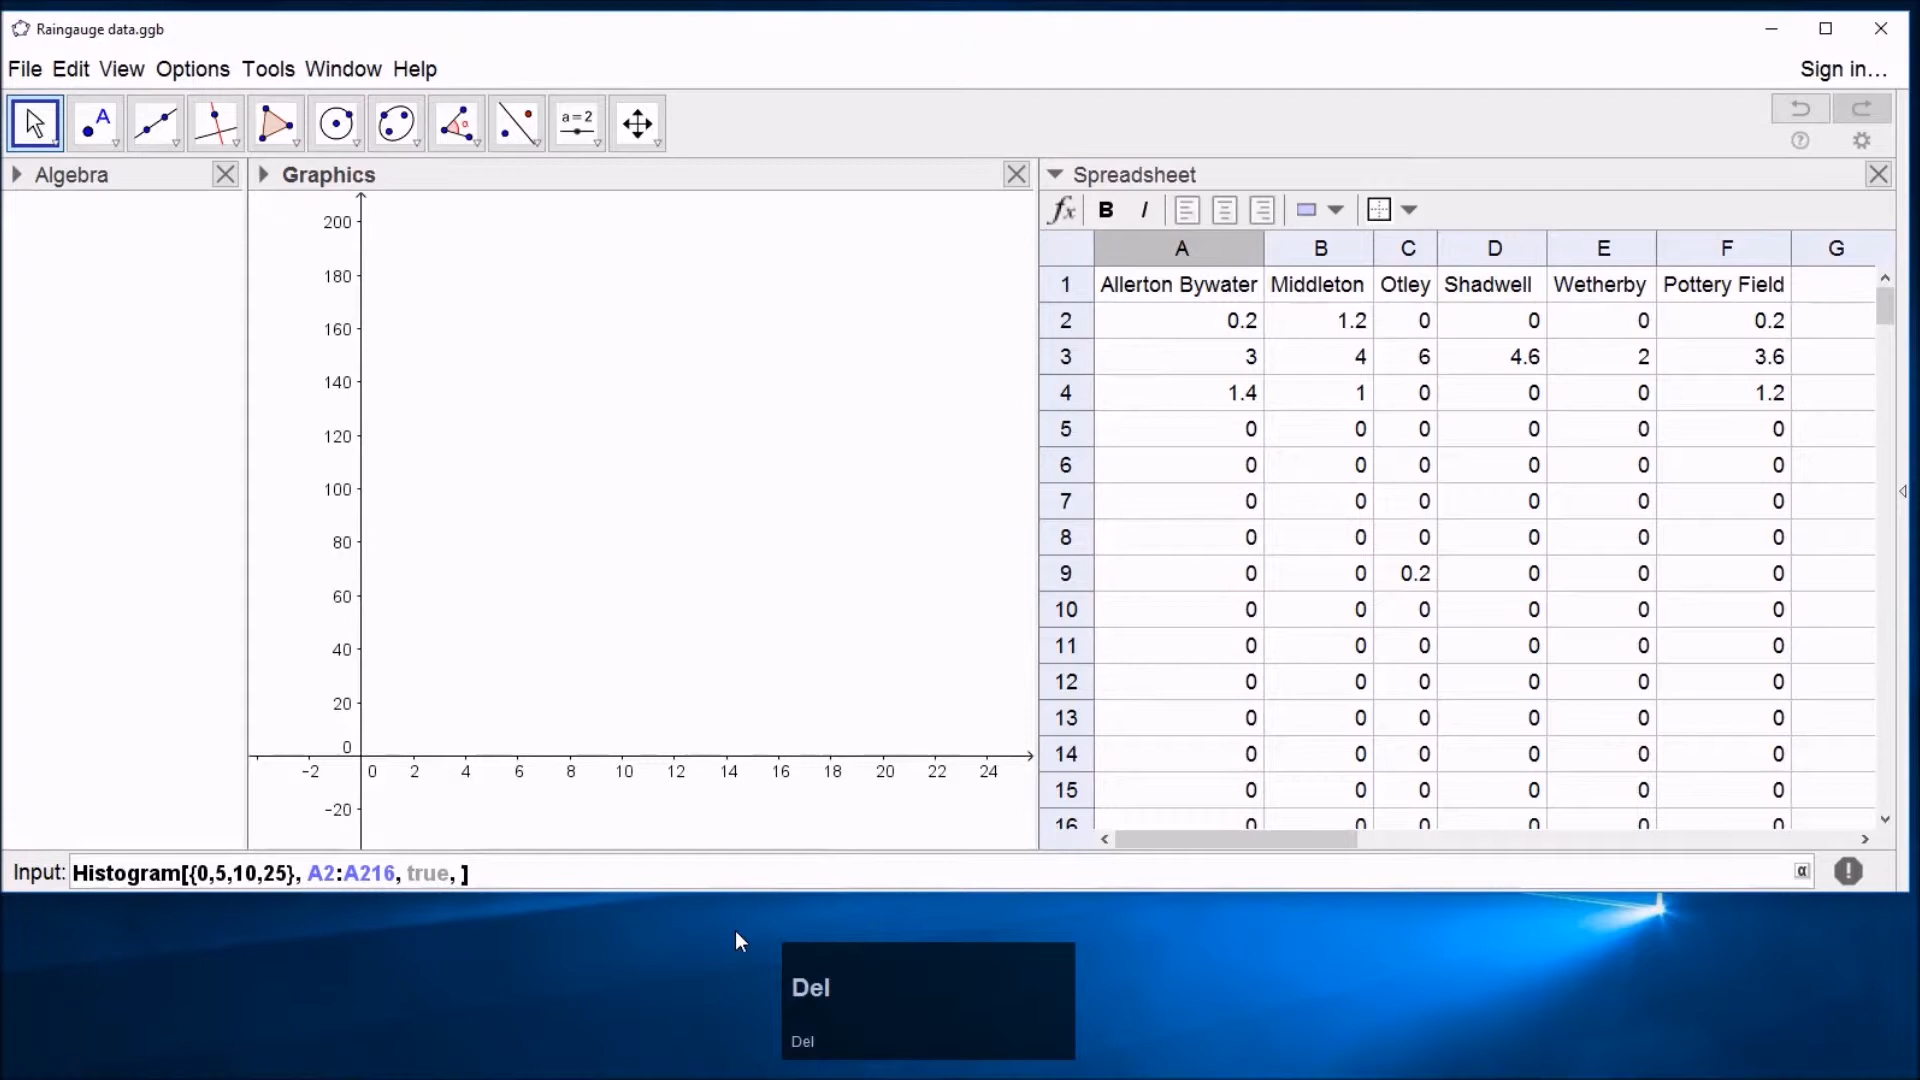 Raingauge data.ggb
File Edit View Options Tools Window Help
Sign in...
A
α
a = 2
Algebra
Graphics
Spreadsheet
fx B I
A B C D E F G
1 Allerton Bywater Middleton Otley Shadwell Wetherby Pottery Field
2 0.2 1.2 0 0 0 0.2
3 3 4 6 4.6 2 3.6
4 1.4 1 0 0 0 1.2
5 0 0 0 0 0 0
6 0 0 0 0 0 0
7 0 0 0 0 0 0
8 0 0 0 0 0 0
9 0 0 0.2 0 0 0
10 0 0 0 0 0 0
11 0 0 0 0 0 0
12 0 0 0 0 0 0
13 0 0 0 0 0 0
14 0 0 0 0 0 0
15 0 0 0 0 0 0
16 0 0 0 0 0 0
200
180
160
140
120
100
80
60
40
20
0
−20
−2 0 2 4 6 8 10 12 14 16 18 20 22 24
Input: Histogram[{0,5,10,25}, A2:A216, true, ]
α
Del
Del